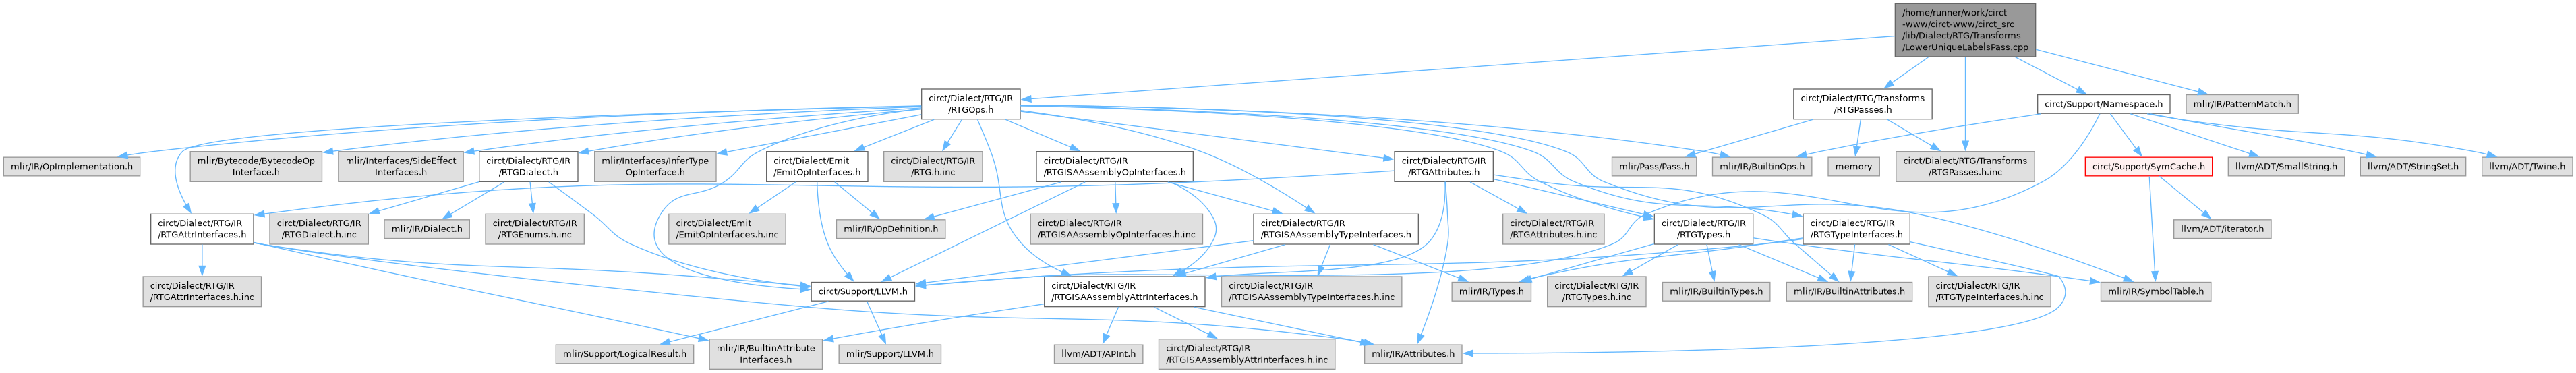 /home/runner/work/circt
-www/circt-www/circt_src
/lib/Dialect/RTG/Transforms
/LowerUniqueLabelsPass.cpp
circt/Dialect/RTG/IR
/RTGOps.h
circt/Dialect/RTG/Transforms
/RTGPasses.h
circt/Support/Namespace.h
mlir/IR/PatternMatch.h
mlir/IR/OpImplementation.h
mlir/Bytecode/BytecodeOp
Interface.h
mlir/Interfaces/SideEffect
Interfaces.h
circt/Dialect/RTG/IR
/RTGDialect.h
mlir/Interfaces/InferType
OpInterface.h
circt/Dialect/Emit
/EmitOpInterfaces.h
circt/Dialect/RTG/IR
/RTG.h.inc
circt/Dialect/RTG/IR
/RTGISAAssemblyOpInterfaces.h
circt/Dialect/RTG/IR
/RTGAttributes.h
mlir/Pass/Pass.h
mlir/IR/BuiltinOps.h
memory
circt/Dialect/RTG/Transforms
/RTGPasses.h.inc
circt/Support/SymCache.h
llvm/ADT/SmallString.h
llvm/ADT/StringSet.h
llvm/ADT/Twine.h
circt/Dialect/RTG/IR
/RTGAttrInterfaces.h
circt/Dialect/RTG/IR
/RTGDialect.h.inc
mlir/IR/Dialect.h
circt/Dialect/RTG/IR
/RTGEnums.h.inc
circt/Dialect/Emit
/EmitOpInterfaces.h.inc
mlir/IR/OpDefinition.h
circt/Dialect/RTG/IR
/RTGISAAssemblyOpInterfaces.h.inc
circt/Dialect/RTG/IR
/RTGISAAssemblyTypeInterfaces.h
circt/Dialect/RTG/IR
/RTGAttributes.h.inc
circt/Dialect/RTG/IR
/RTGTypes.h
circt/Dialect/RTG/IR
/RTGTypeInterfaces.h
llvm/ADT/iterator.h
circt/Dialect/RTG/IR
/RTGAttrInterfaces.h.inc
circt/Support/LLVM.h
circt/Dialect/RTG/IR
/RTGISAAssemblyAttrInterfaces.h
circt/Dialect/RTG/IR
/RTGISAAssemblyTypeInterfaces.h.inc
mlir/IR/Types.h
circt/Dialect/RTG/IR
/RTGTypes.h.inc
mlir/IR/BuiltinTypes.h
mlir/IR/BuiltinAttributes.h
circt/Dialect/RTG/IR
/RTGTypeInterfaces.h.inc
mlir/IR/SymbolTable.h
mlir/Support/LogicalResult.h
mlir/IR/BuiltinAttribute
Interfaces.h
mlir/Support/LLVM.h
llvm/ADT/APInt.h
circt/Dialect/RTG/IR
/RTGISAAssemblyAttrInterfaces.h.inc
mlir/IR/Attributes.h